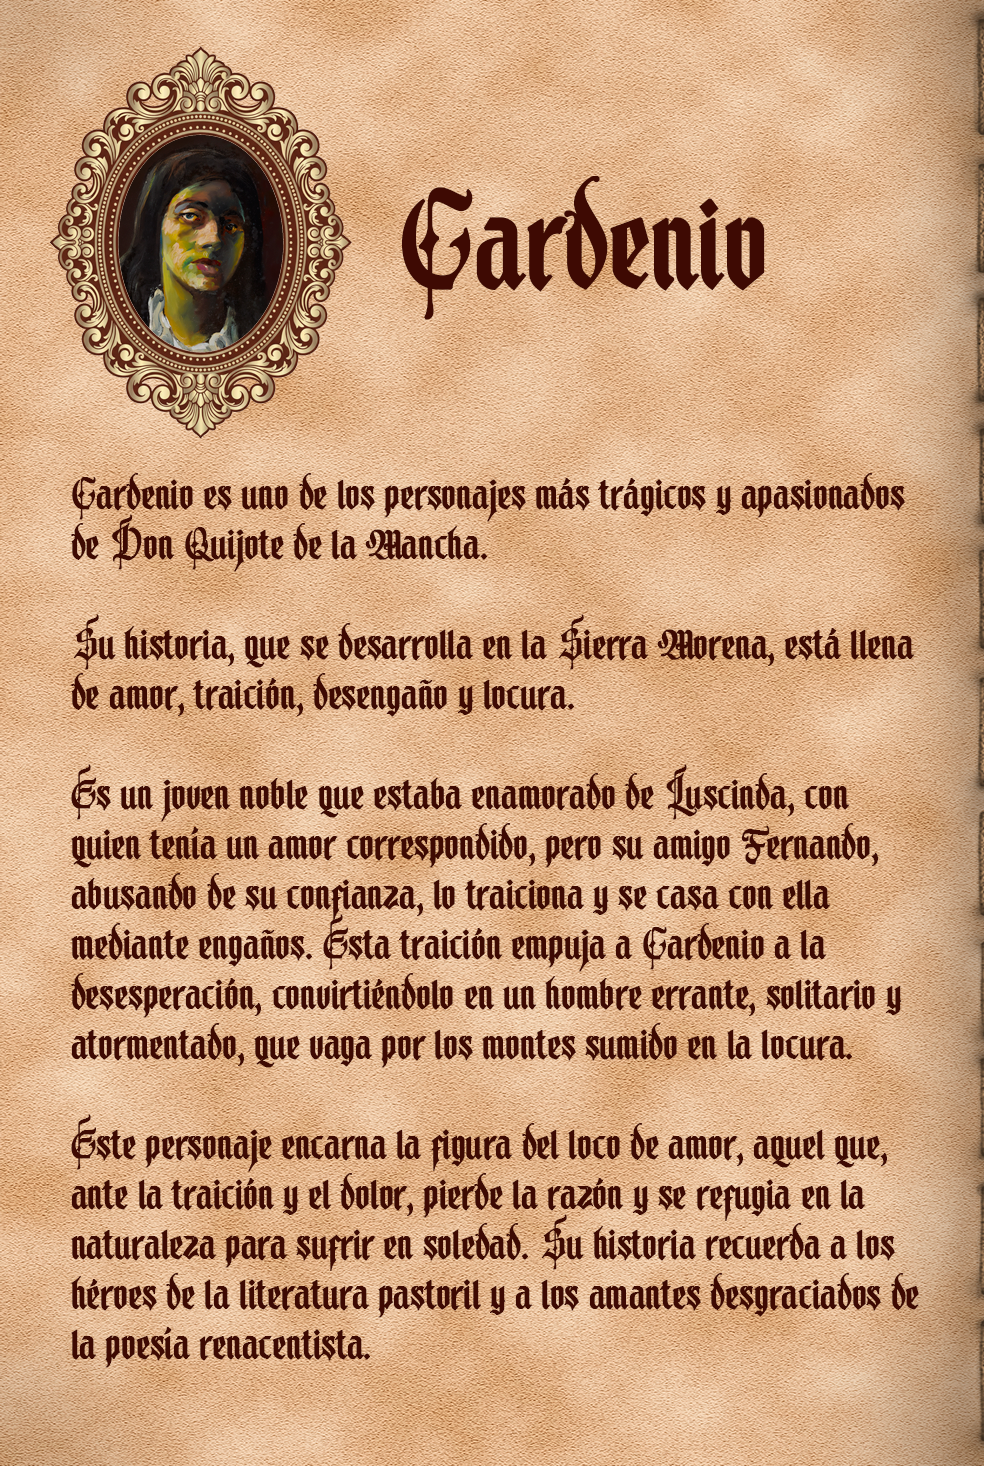 Cardenio
Cardenio es uno de los personajes más trágicos y apasionados
de Don Quijote de la Mancha.
Su historia, que se desarrolla en la Sierra Morena, está llena
de amor, traición, desengaño y locura.
Es un joven noble que estaba enamorado de Luscinda, con
quien tenía un amor correspondido, pero su amigo Fernando,
abusando de su confianza, lo traiciona y se casa con ella
mediante engaños. Esta traición empuja a Cardenio a la
desesperación, convirtiéndolo en un hombre errante, solitario y
atormentado, que vaga por los montes sumido en la locura.
Este personaje encarna la figura del loco de amor, aquel que,
ante la traición y el dolor, pierde la razón y se refugia en la
naturaleza para sufrir en soledad. Su historia recuerda a los
héroes de la literatura pastoril y a los amantes desgraciados de
la poesía renacentista.